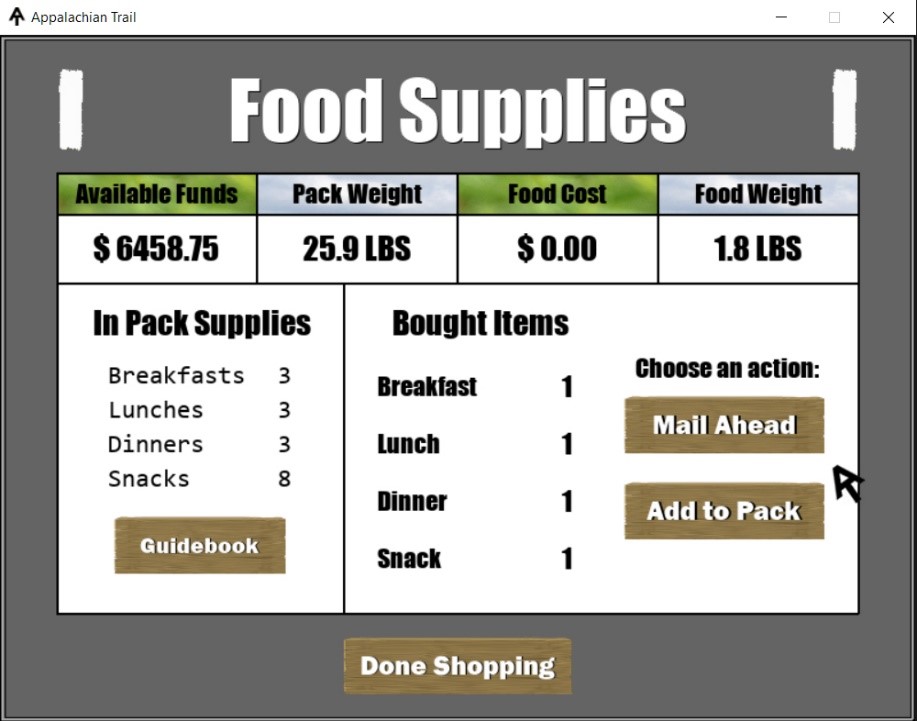 Appalachian Trail
Food Supplies
Available Funds Pack Weight Food Cost Food Weight
$ 6458.75 25.9 LBS $ 0.00 1.8 LBS
In Pack Supplies
Breakfasts 3
Lunches 3
Dinners 3
Snacks 8
Guidebook
Bought Items
Breakfast 1
Lunch 1
Dinner 1
Snack 1
Choose an action:
Mail Ahead
Add to Pack
Done Shopping